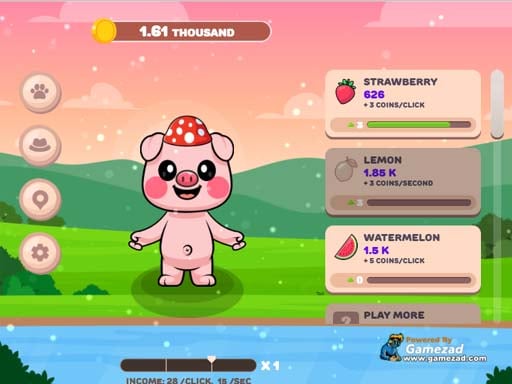 1.61 THOUSAND
STRAWBERRY
626
+ 3 COINS/CLICK
3
LEMON
1.85 K
+ 3 COINS/SECOND
3
WATERMELON
1.5 K
+ 5 COINS/CLICK
0
PLAY MORE
?
Powered By
Gamezad
www.gamezad.com
X 1
INCOME: 28 /CLICK, 15 /SEC